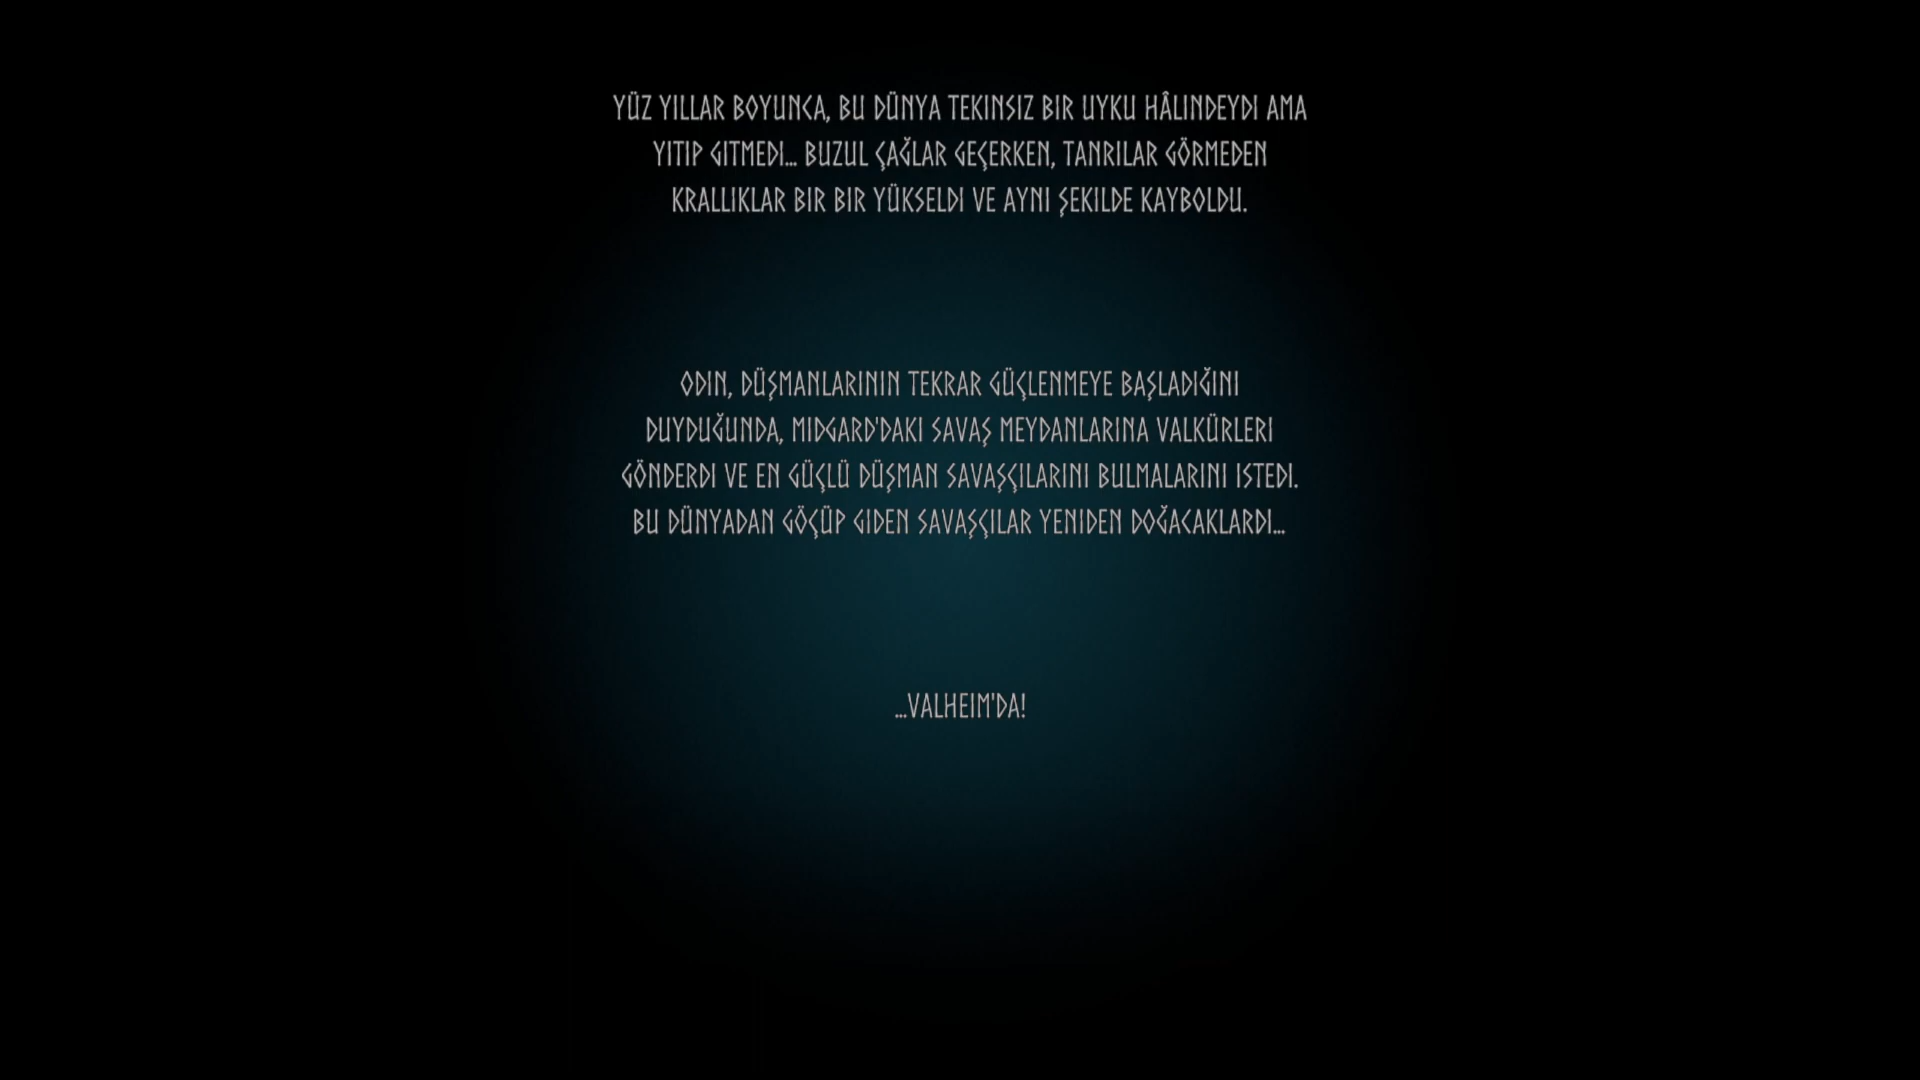 YÜZ YILLAR BOYUNCA, BU DÜNYA TEKINSIZ BIR UYKU HÂLINDEYDI AMA
YITIP GITMEDI... BUZUL ÇAĞLAR GEÇERKEN, TANRILAR GÖRMEDEN
KRALLIKLAR BIR BIR YÜKSELDI VE AYNI ŞEKILDE KAYBOLDU.
ODIN, DÜŞMANLARININ TEKRAR GÜÇLENMEYE BAŞLADIĞINI
DUYDUĞUNDA, MIDGARD'DAKI SAVAŞ MEYDANLARINA VALKÜRLERI
GÖNDERDI VE EN GÜÇLÜ DÜŞMAN SAVAŞÇILARINI BULMALARINI ISTEDI.
BU DÜNYADAN GÖÇÜP GIDEN SAVAŞÇILAR YENIDEN DOĞACAKLARDI...
...VALHEIM'DA!